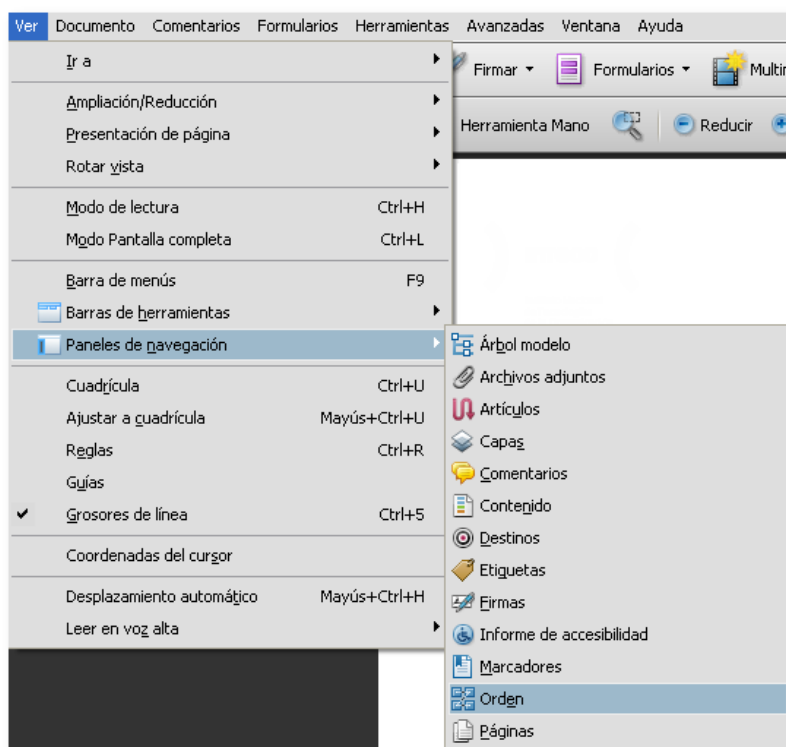 Ver Documento Comentarios Formularios Herramientas Avanzadas Ventana Ayuda
Firmar Formularios
Herramienta Mano Reducir
Ir a
Ampliación/Reducción
Presentación de página
Rotar vista
Modo de lectura Ctrl+H
Modo Pantalla completa Ctrl+L
Barra de menús F9
Barras de herramientas
Paneles de navegación
Cuadrícula Ctrl+U
Ajustar a cuadrícula Mayús+Ctrl+U
Reglas Ctrl+R
Guías
Grosores de línea Ctrl+5
Coordenadas del cursor
Desplazamiento automático Mayús+Ctrl+H
Leer en voz alta
Árbol modelo
Archivos adjuntos
Artículos
Capas
Comentarios
Contenido
Destinos
Etiquetas
Firmas
Informe de accesibilidad
Marcadores
Orden
Páginas